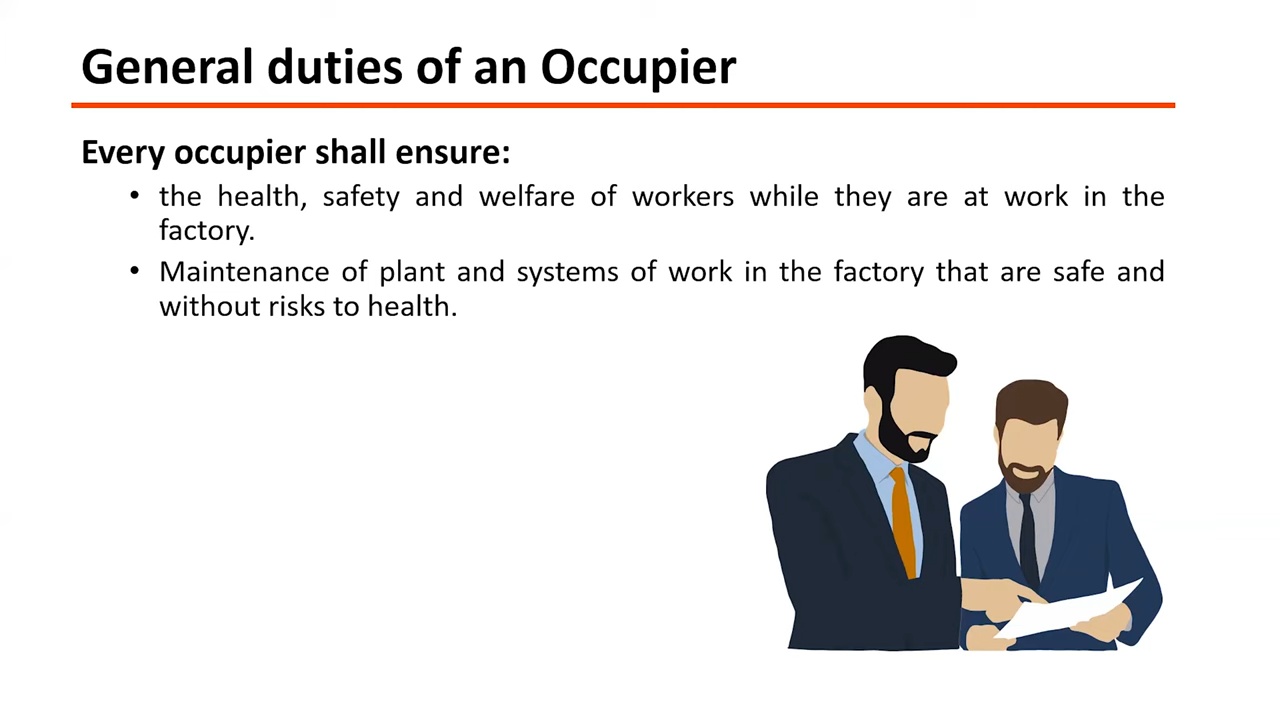 General duties of an Occupier
Every occupier shall ensure:
• the health, safety and welfare of workers while they are at work in the
factory.
• Maintenance of plant and systems of work in the factory that are safe and
without risks to health.